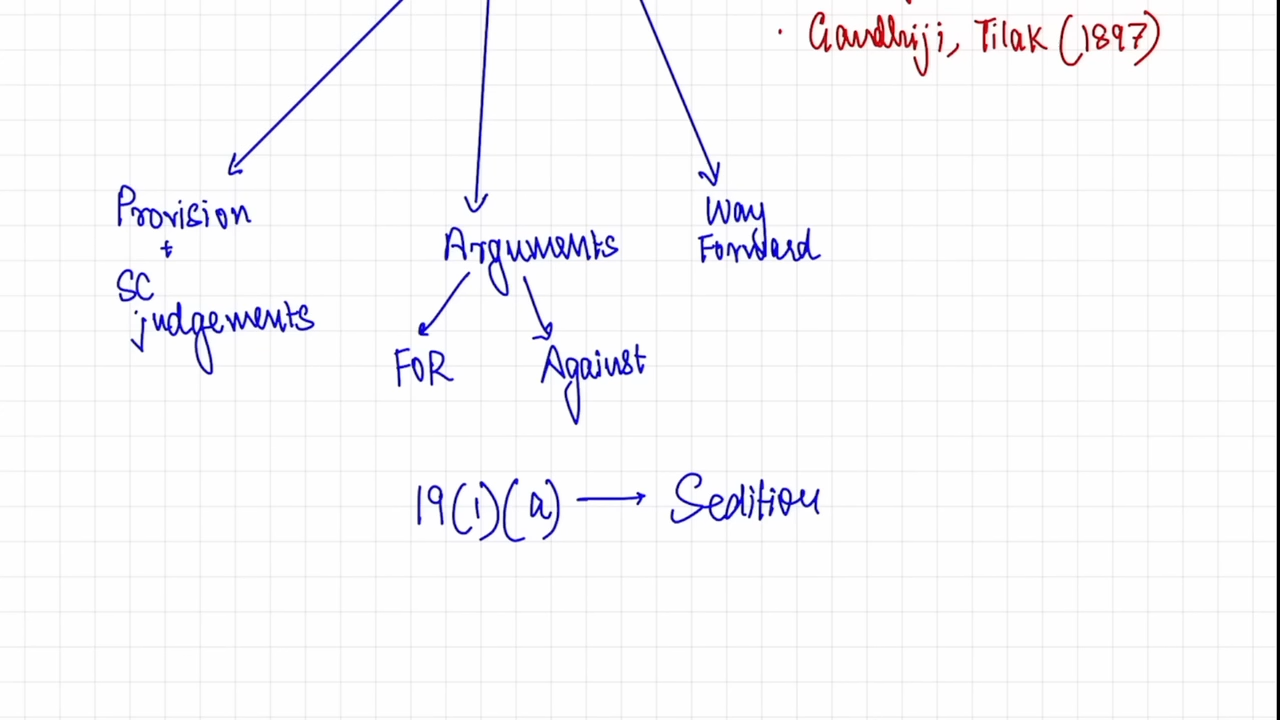 · Gandhiji, Tilak (1897)
Provision
+
SC
judgements
Arguments
FOR
Against
Way
Forward
19(1)(a) → Sedition